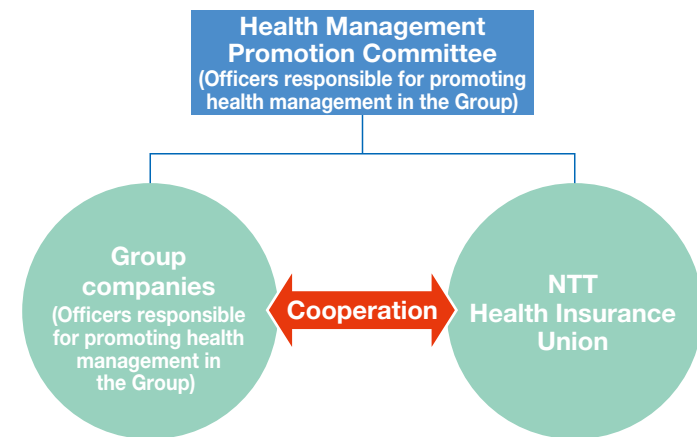 Health Management
Promotion Committee
(Officers responsible for promoting
health management in the Group)
Group
companies
(Officers responsible
for promoting health
management in
the Group)
Cooperation
NTT
Health Insurance
Union